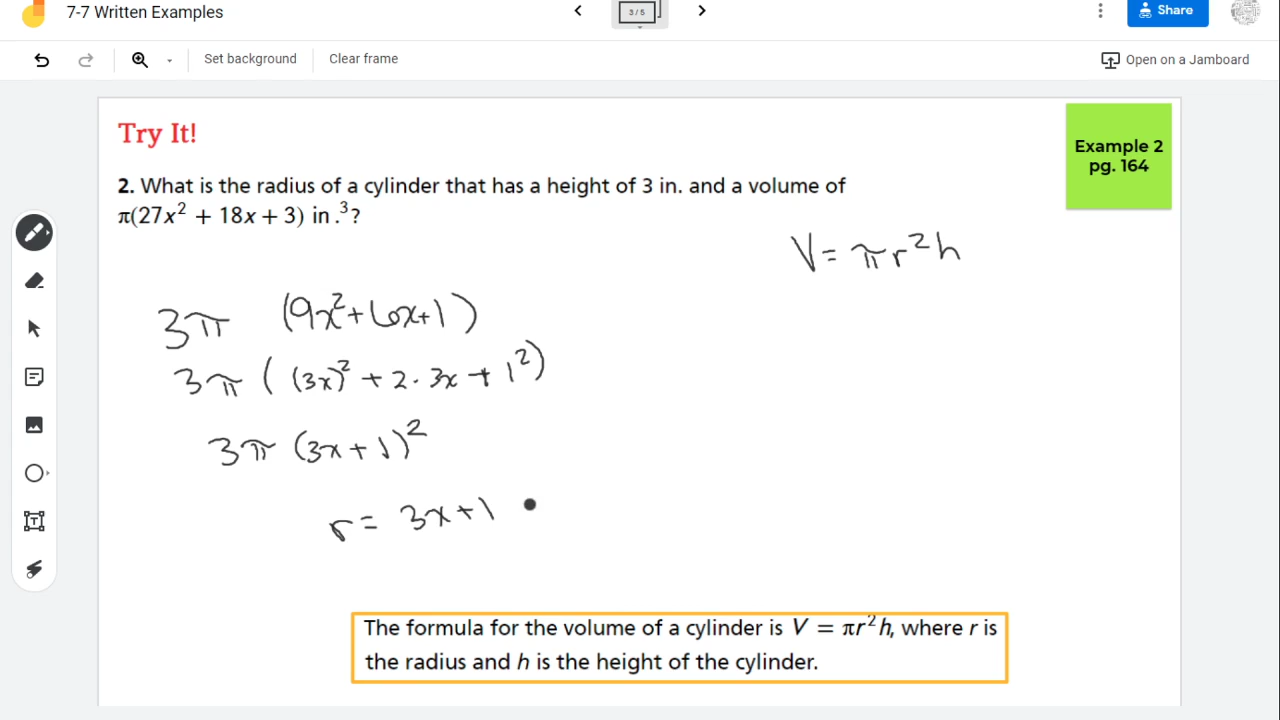 7-7 Written Examples
3/5
Share
Set background
Clear frame
Open on a Jamboard
Try It!
Example 2
pg. 164
2. What is the radius of a cylinder that has a height of 3 in. and a volume of
π(27x² + 18x + 3) in.³?
V = πr²h
3π (9x²+6x+1)
3π ((3x)² + 2·3x + 1²)
3π (3x+1)²
r = 3x+1
The formula for the volume of a cylinder is V = πr²h, where r is
the radius and h is the height of the cylinder.